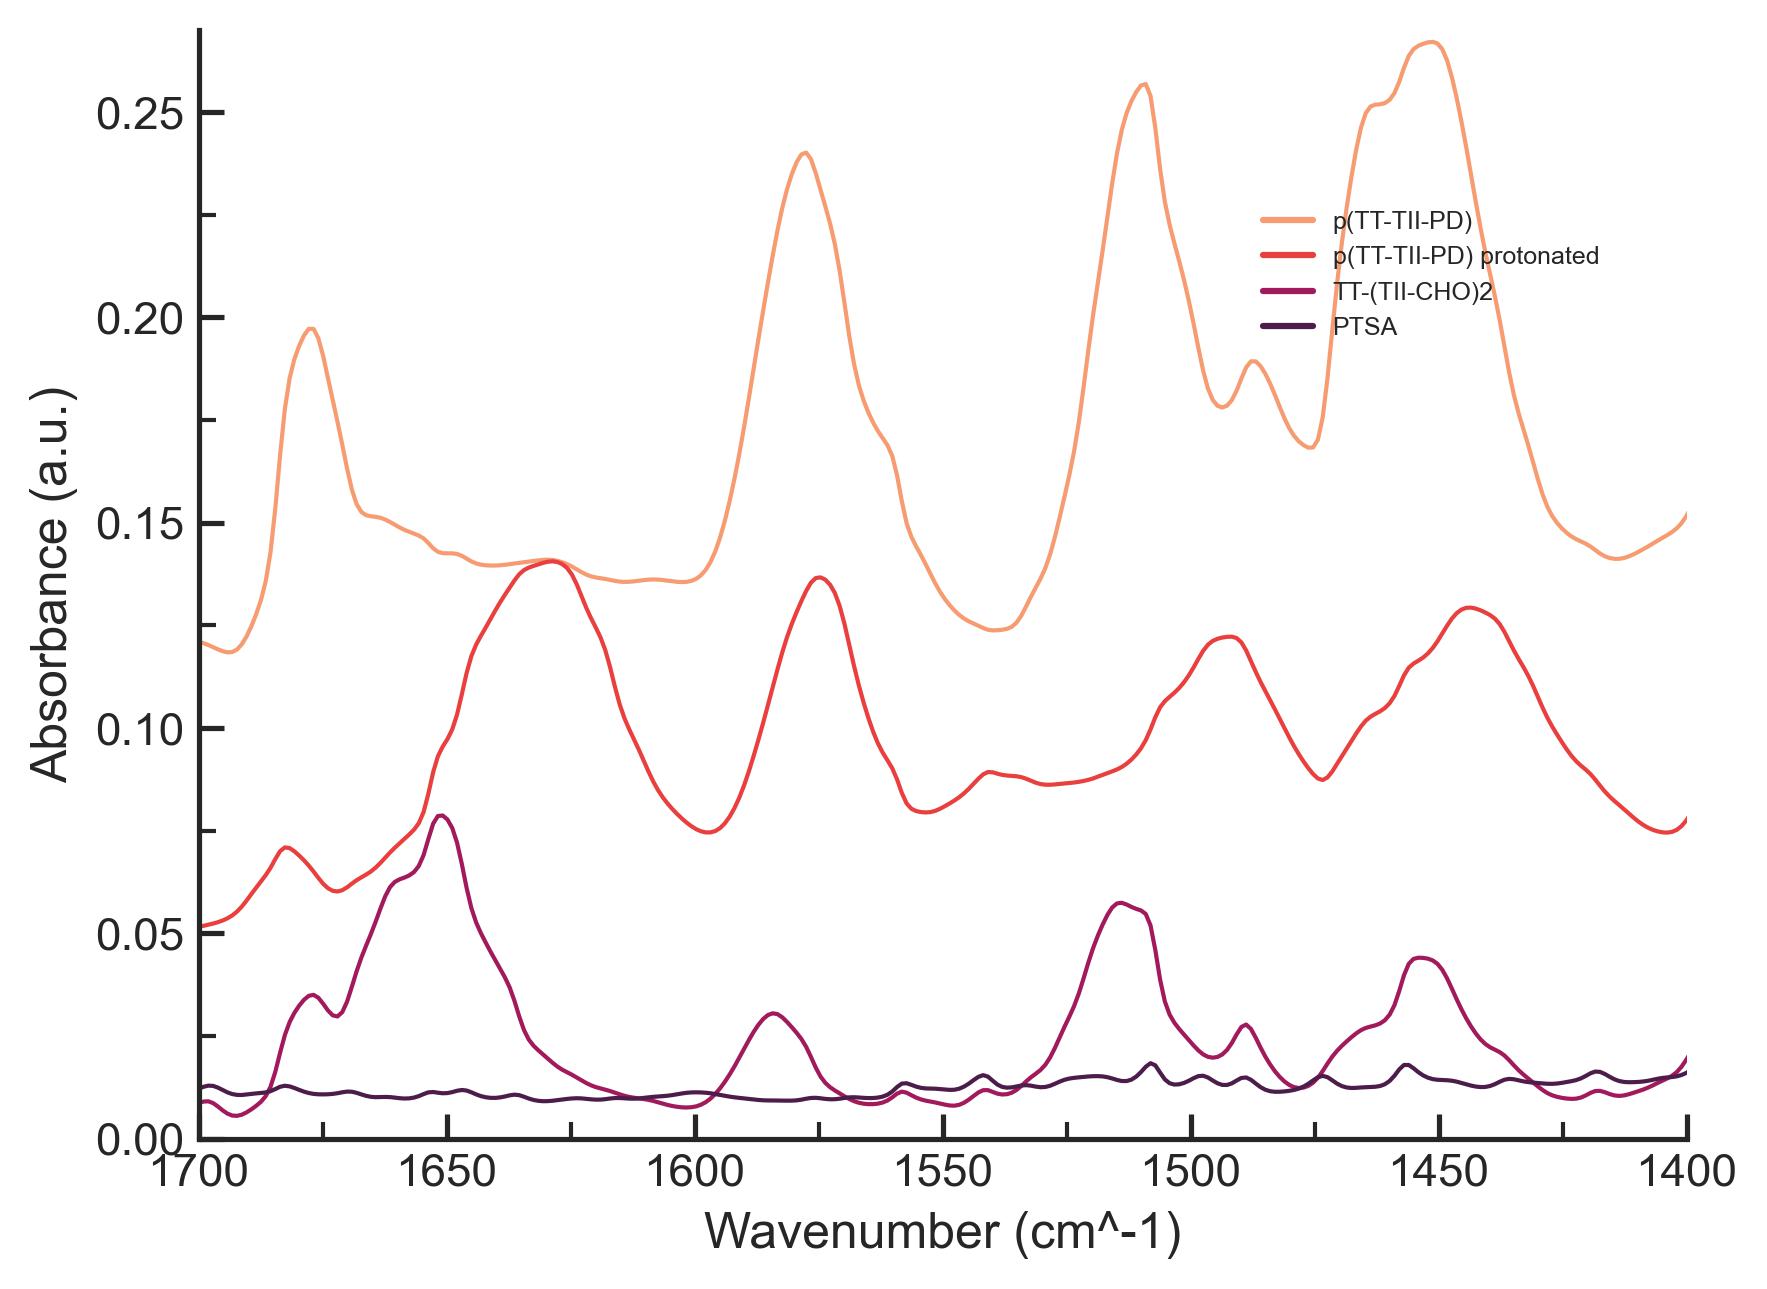 Absorbance (a.u.)
0.25
0.20
0.15
0.10
0.05
0.00
p(TT-TII-PD)
p(TT-TII-PD) protonated
TT-(TII-CHO)2
PTSA
1700 1650 1600 1550 1500 1450 1400
Wavenumber (cm^-1)